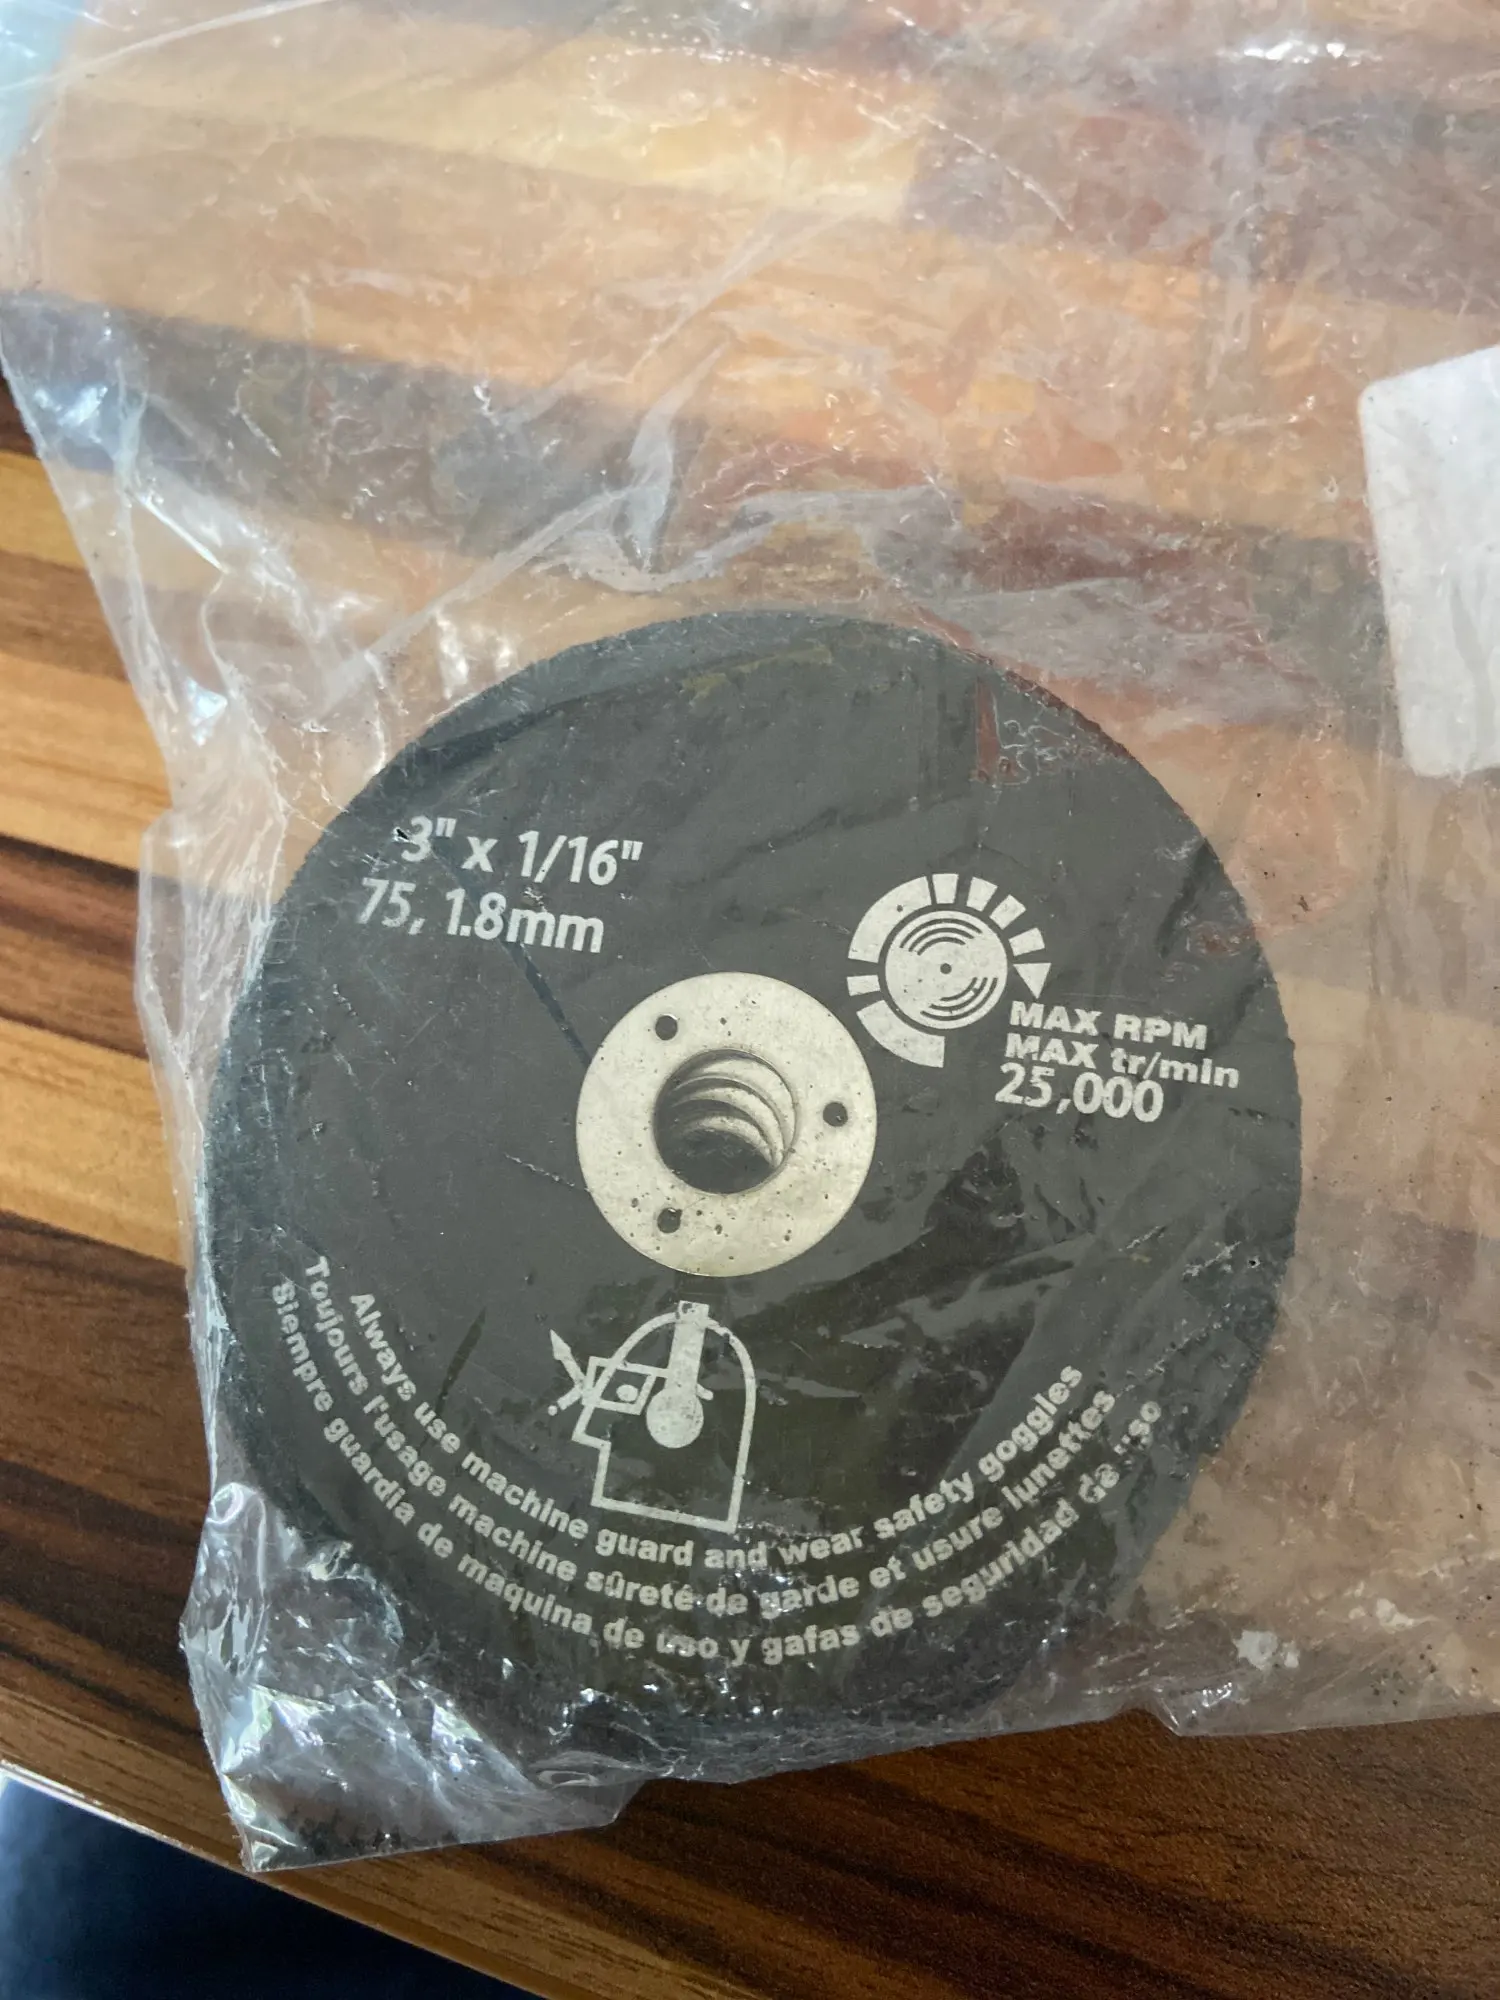 3" x 1/16"
75, 1.8mm
MAX RPM
MAX tr/min
25,000
Always use machine guard and wear safety goggles
Toujours l'usage machine sûreté de garde et usure lunettes
Siempre guardia de maquina de uso y gafas de seguridad de